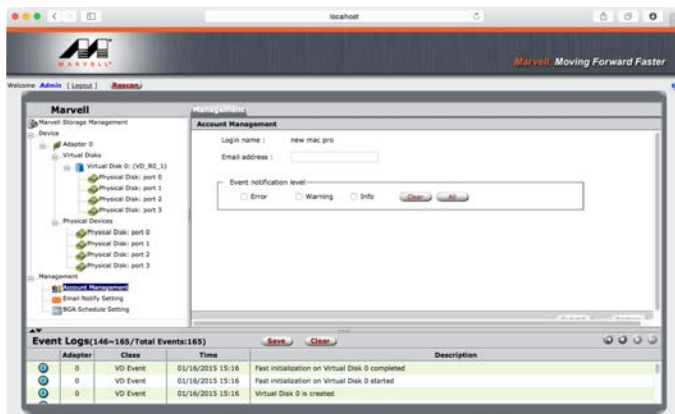 localhost
MARVELL
Marvell. Moving Forward Faster
Welcome Admin [ Logout ] Rescan
Marvell
Marvell Storage Management
Device
Adapter 0
Virtual Disks
Virtual Disk 0: (VD_R0_1)
Physical Disk: port 0
Physical Disk: port 1
Physical Disk: port 2
Physical Disk: port 3
Physical Devices
Physical Disk: port 0
Physical Disk: port 1
Physical Disk: port 2
Physical Disk: port 3
Management
Account Management
Email Notify Setting
BGA Schedule Setting
Management
Account Management
Login name : new mac pro
Email address :
Event notification level
Error Warning Info Clear All
Event Logs(146~165/Total Events:165) Save Clear
Adapter Class Time Description
0 VD Event 01/16/2015 15:16 Fast initialization on Virtual Disk 0 completed
0 VD Event 01/16/2015 15:16 Fast initialization on Virtual Disk 0 started
0 VD Event 01/16/2015 15:16 Virtual Disk 0 is created